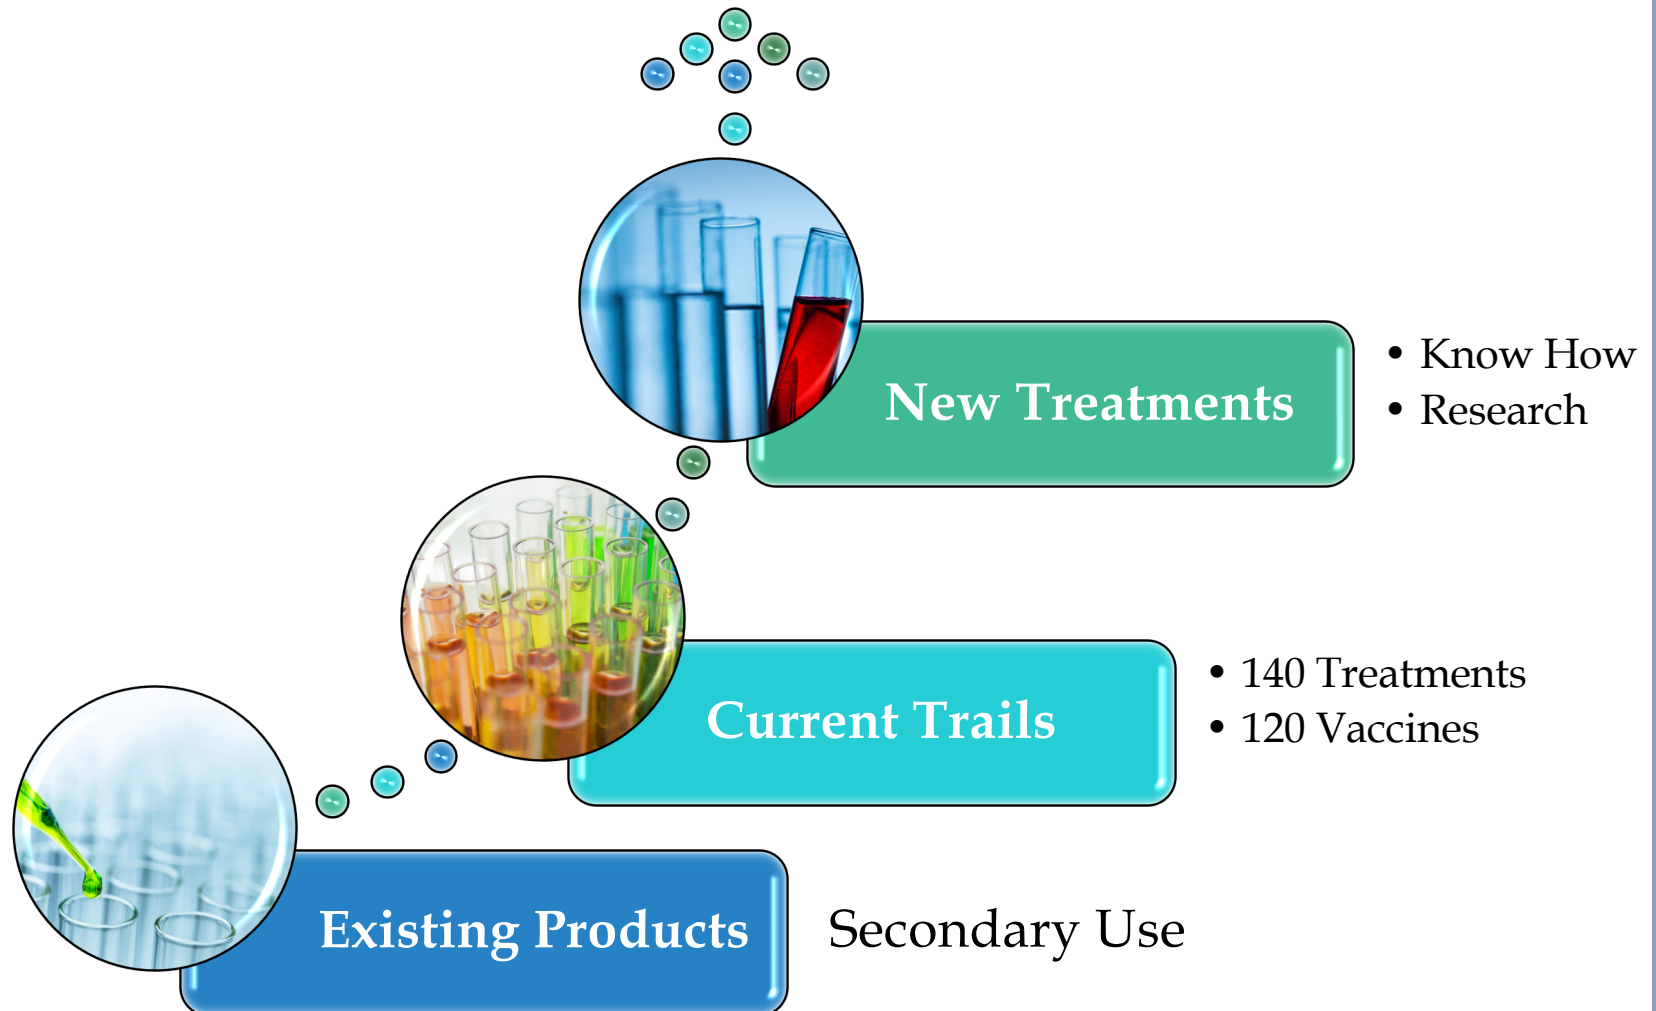 New Treatments
• Know How
• Research
Current Trails
• 140 Treatments
• 120 Vaccines
Existing Products
Secondary Use